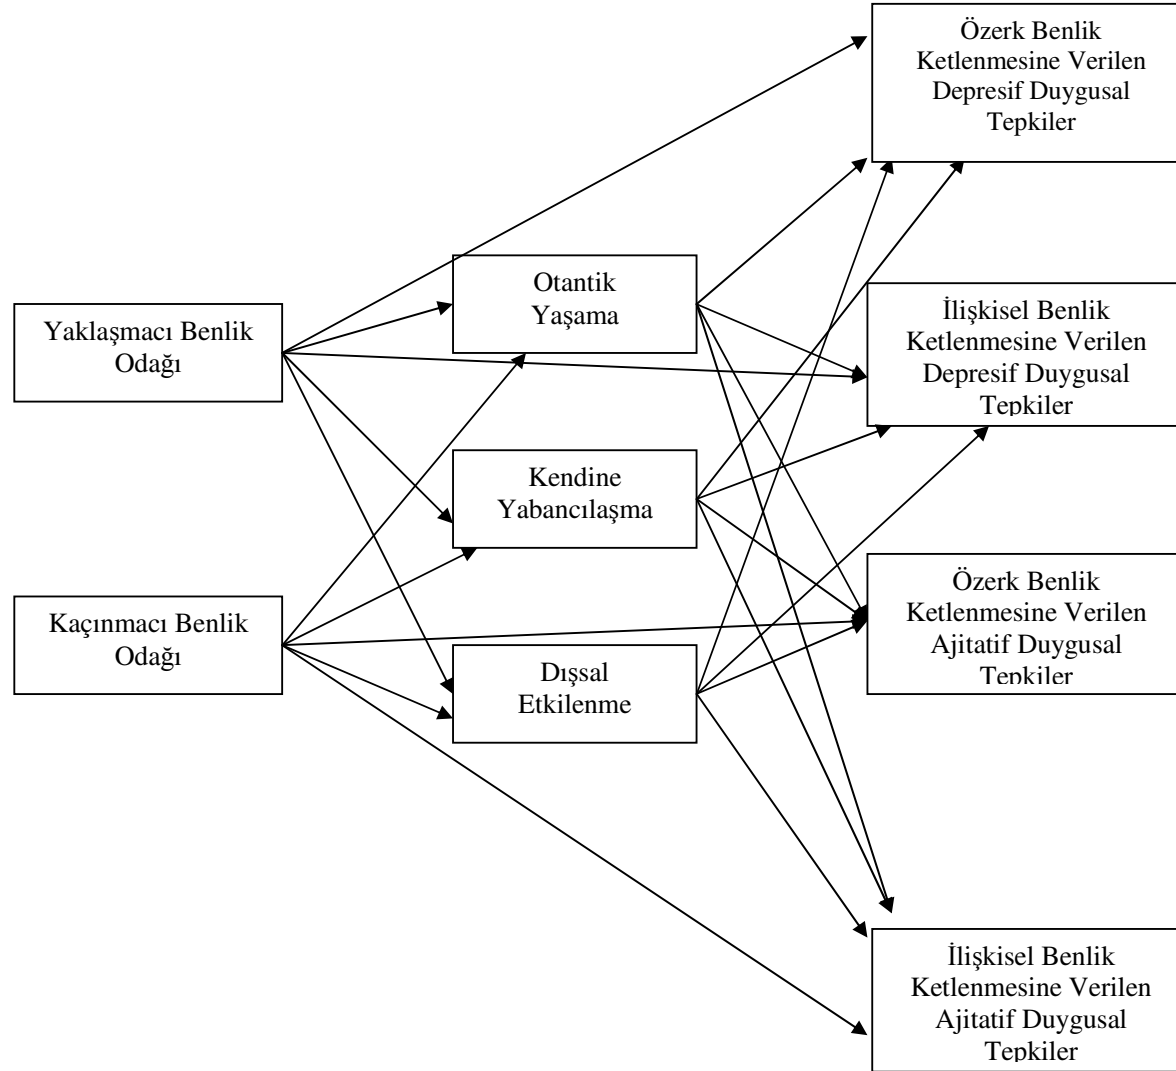 Özerk Benlik
Ketlenmesine Verilen
Depresif Duygusal
Tepkiler
Otantik
Yaşama
Yaklaşmacı Benlik
Odağı
İlişkisel Benlik
Ketlenmesine Verilen
Depresif Duygusal
Tepkiler
Kendine
Yabancılaşma
Kaçınmacı Benlik
Odağı
Özerk Benlik
Ketlenmesine Verilen
Ajitatif Duygusal
Tepkiler
Dışsal
Etkilenme
İlişkisel Benlik
Ketlenmesine Verilen
Ajitatif Duygusal
Tepkiler